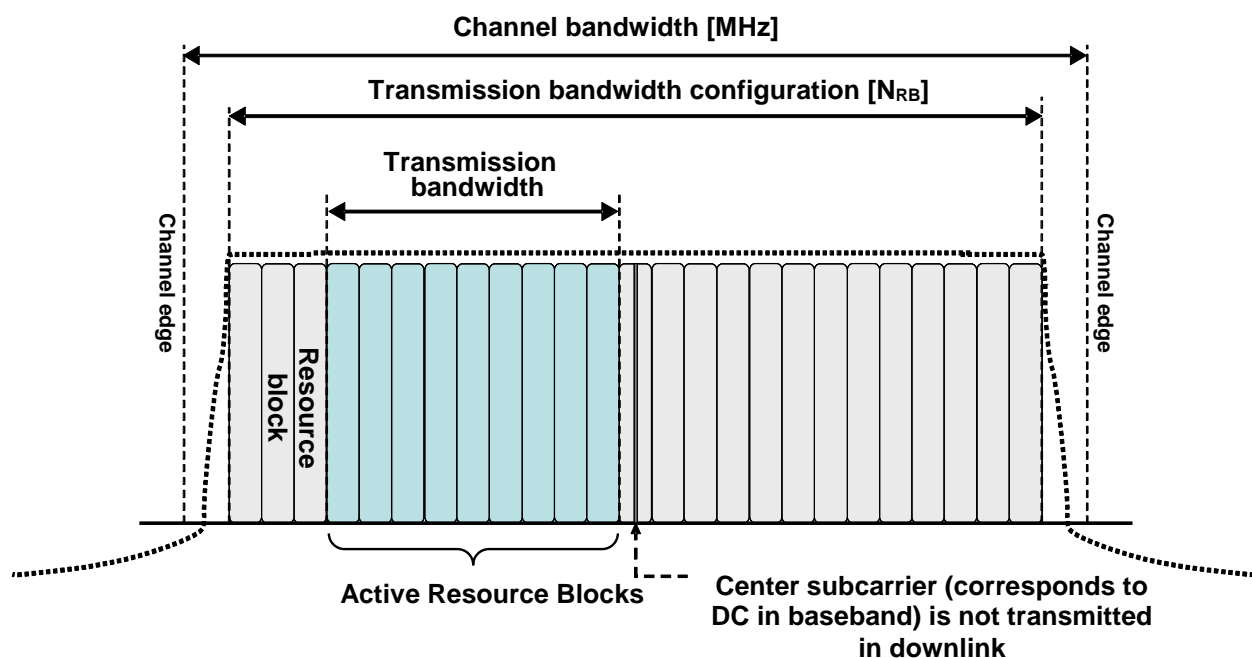 Channel bandwidth [MHz]
Transmission bandwidth configuration [NRB]
Transmission
bandwidth
Channel edge
Channel edge
Resource
block
Active Resource Blocks
Center subcarrier (corresponds to
DC in baseband) is not transmitted
in downlink